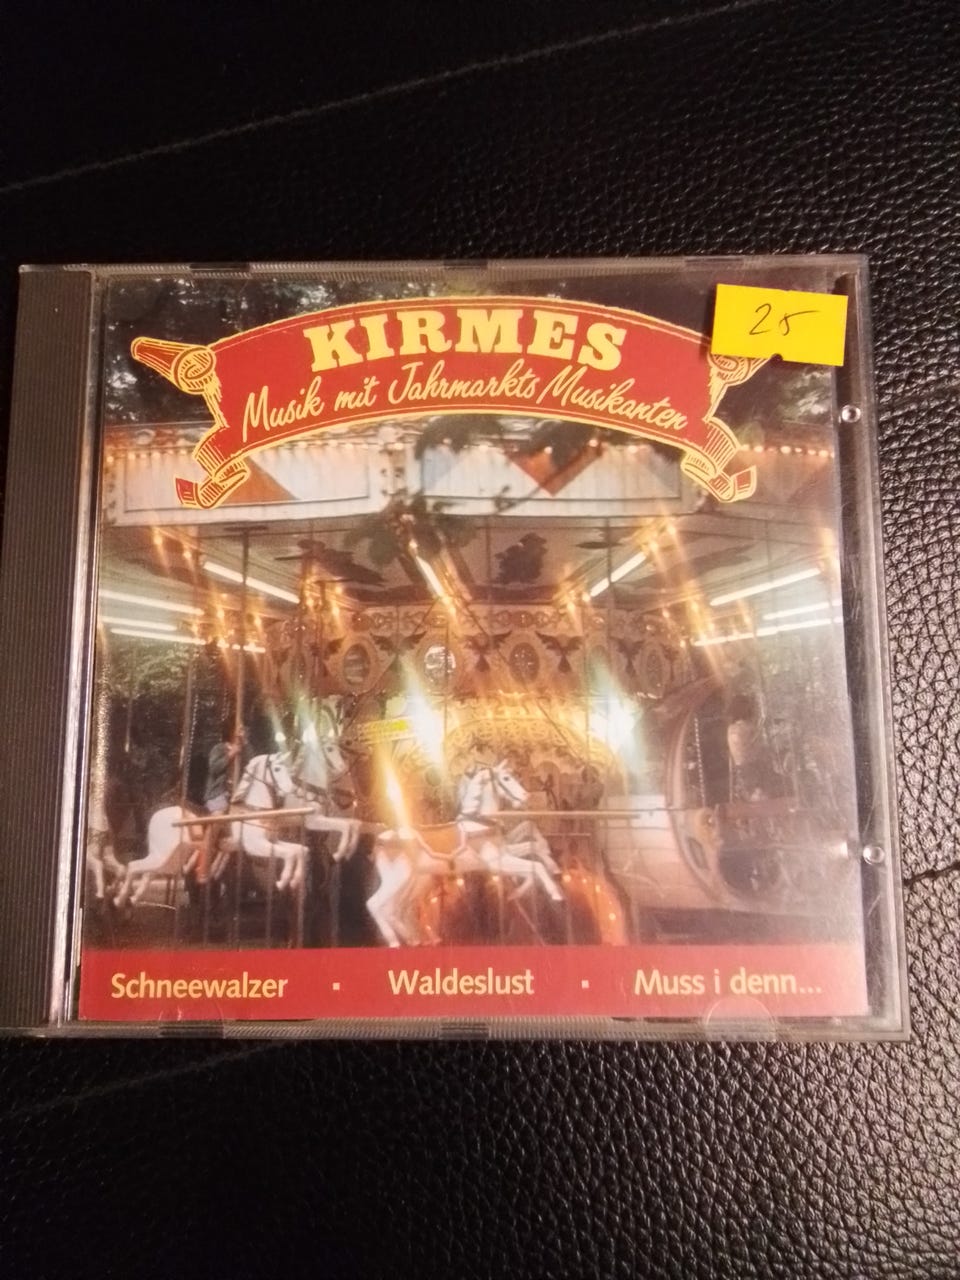 KIRMES
25
Musik mit Jahrmarkts Musikanten
Schneewalzer · Waldeslust · Muss i denn...